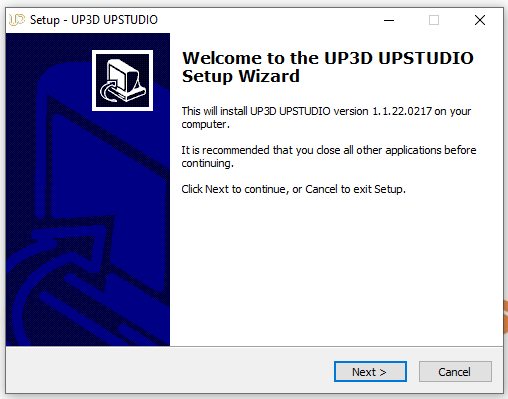 UP Setup - UP3D UPSTUDIO
Welcome to the UP3D UPSTUDIO
Setup Wizard
This will install UP3D UPSTUDIO version 1.1.22.0217 on your
computer.
It is recommended that you close all other applications before
continuing.
Click Next to continue, or Cancel to exit Setup.
Next > Cancel